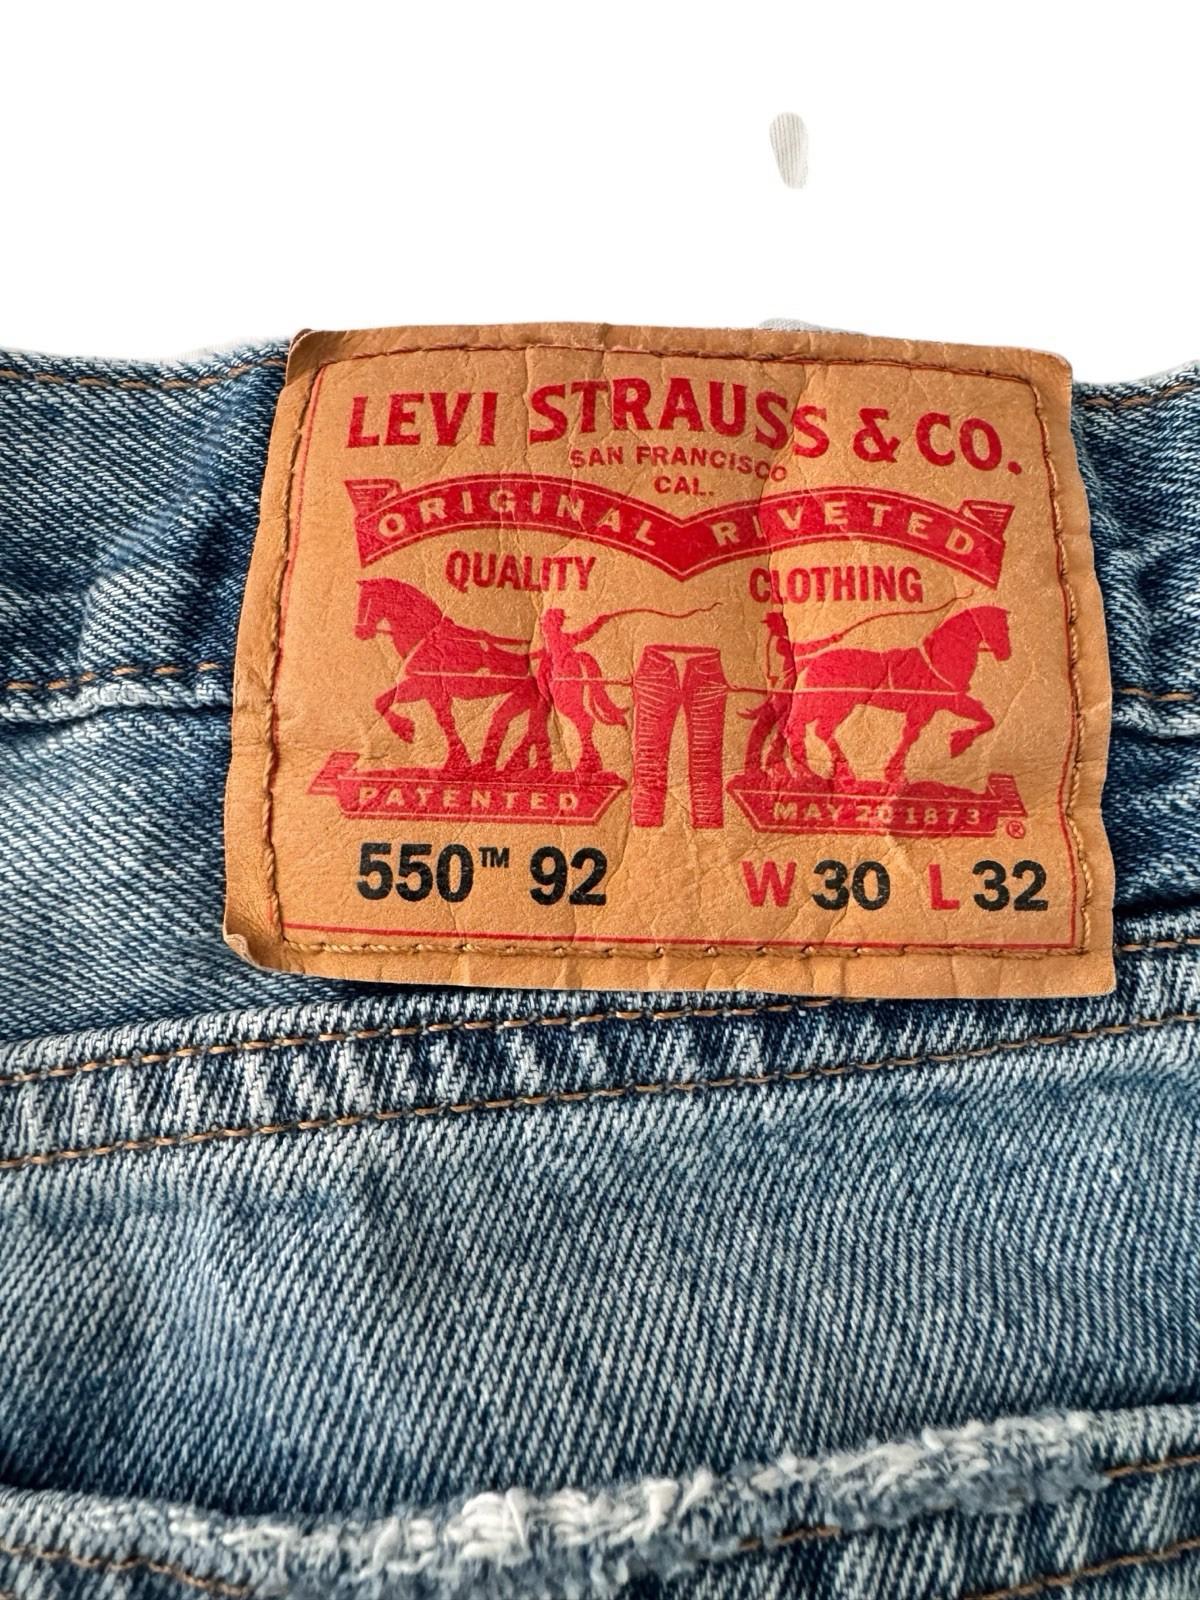 LEVI STRAUSS & CO.
SAN FRANCISCO
CAL.
ORIGINAL RIVETED
QUALITY CLOTHING
PATENTED MAY 20 1873 ®
550™ 92 W 30 L 32